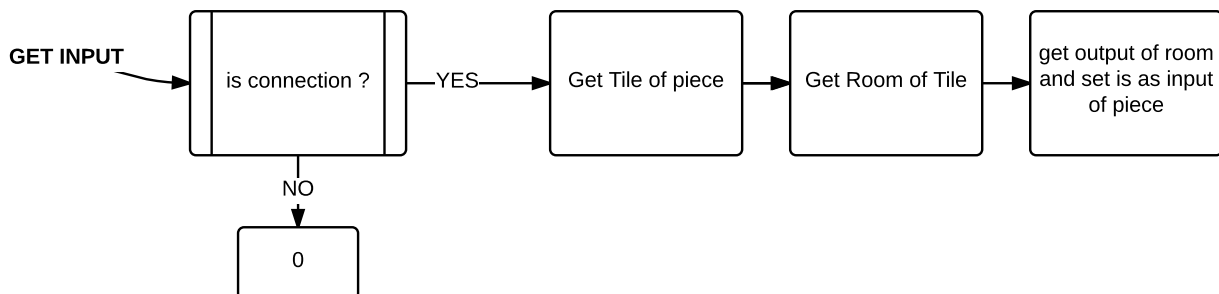 GET INPUT
is connection ?
YES
Get Tile of piece
Get Room of Tile
get output of room
and set is as input
of piece
NO
0